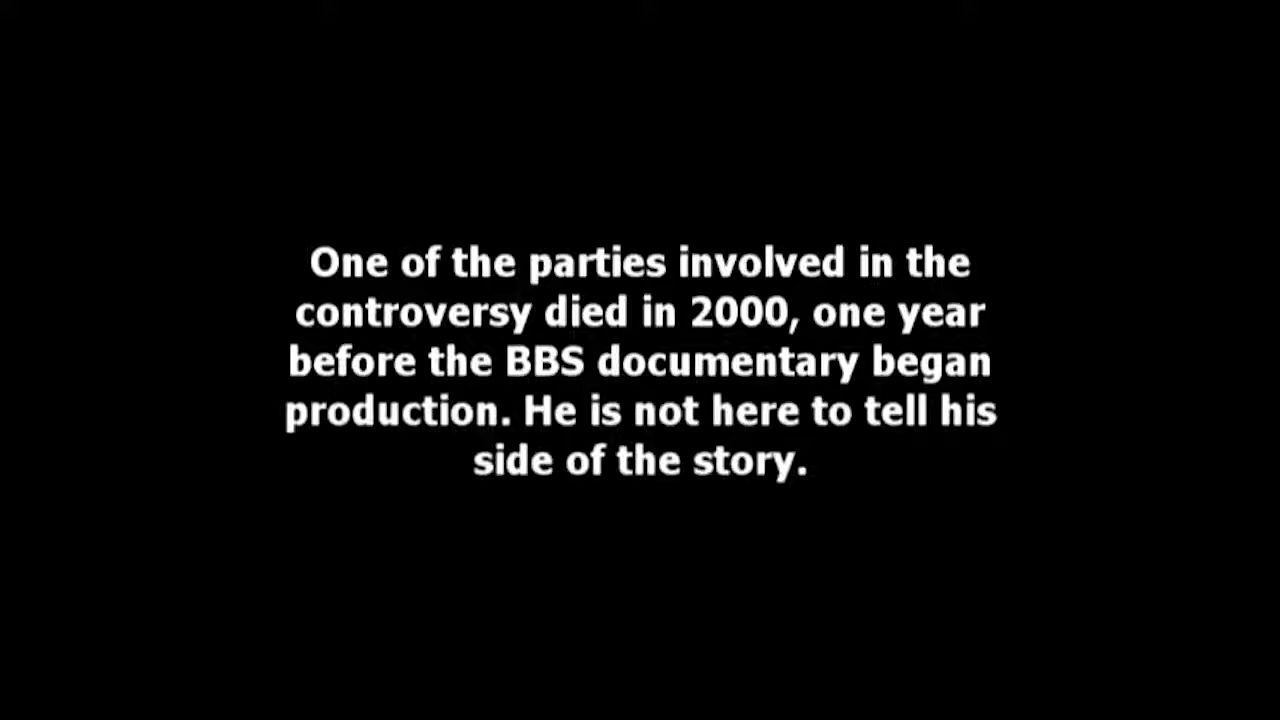 One of the parties involved in the
controversy died in 2000, one year
before the BBS documentary began
production. He is not here to tell his
side of the story.